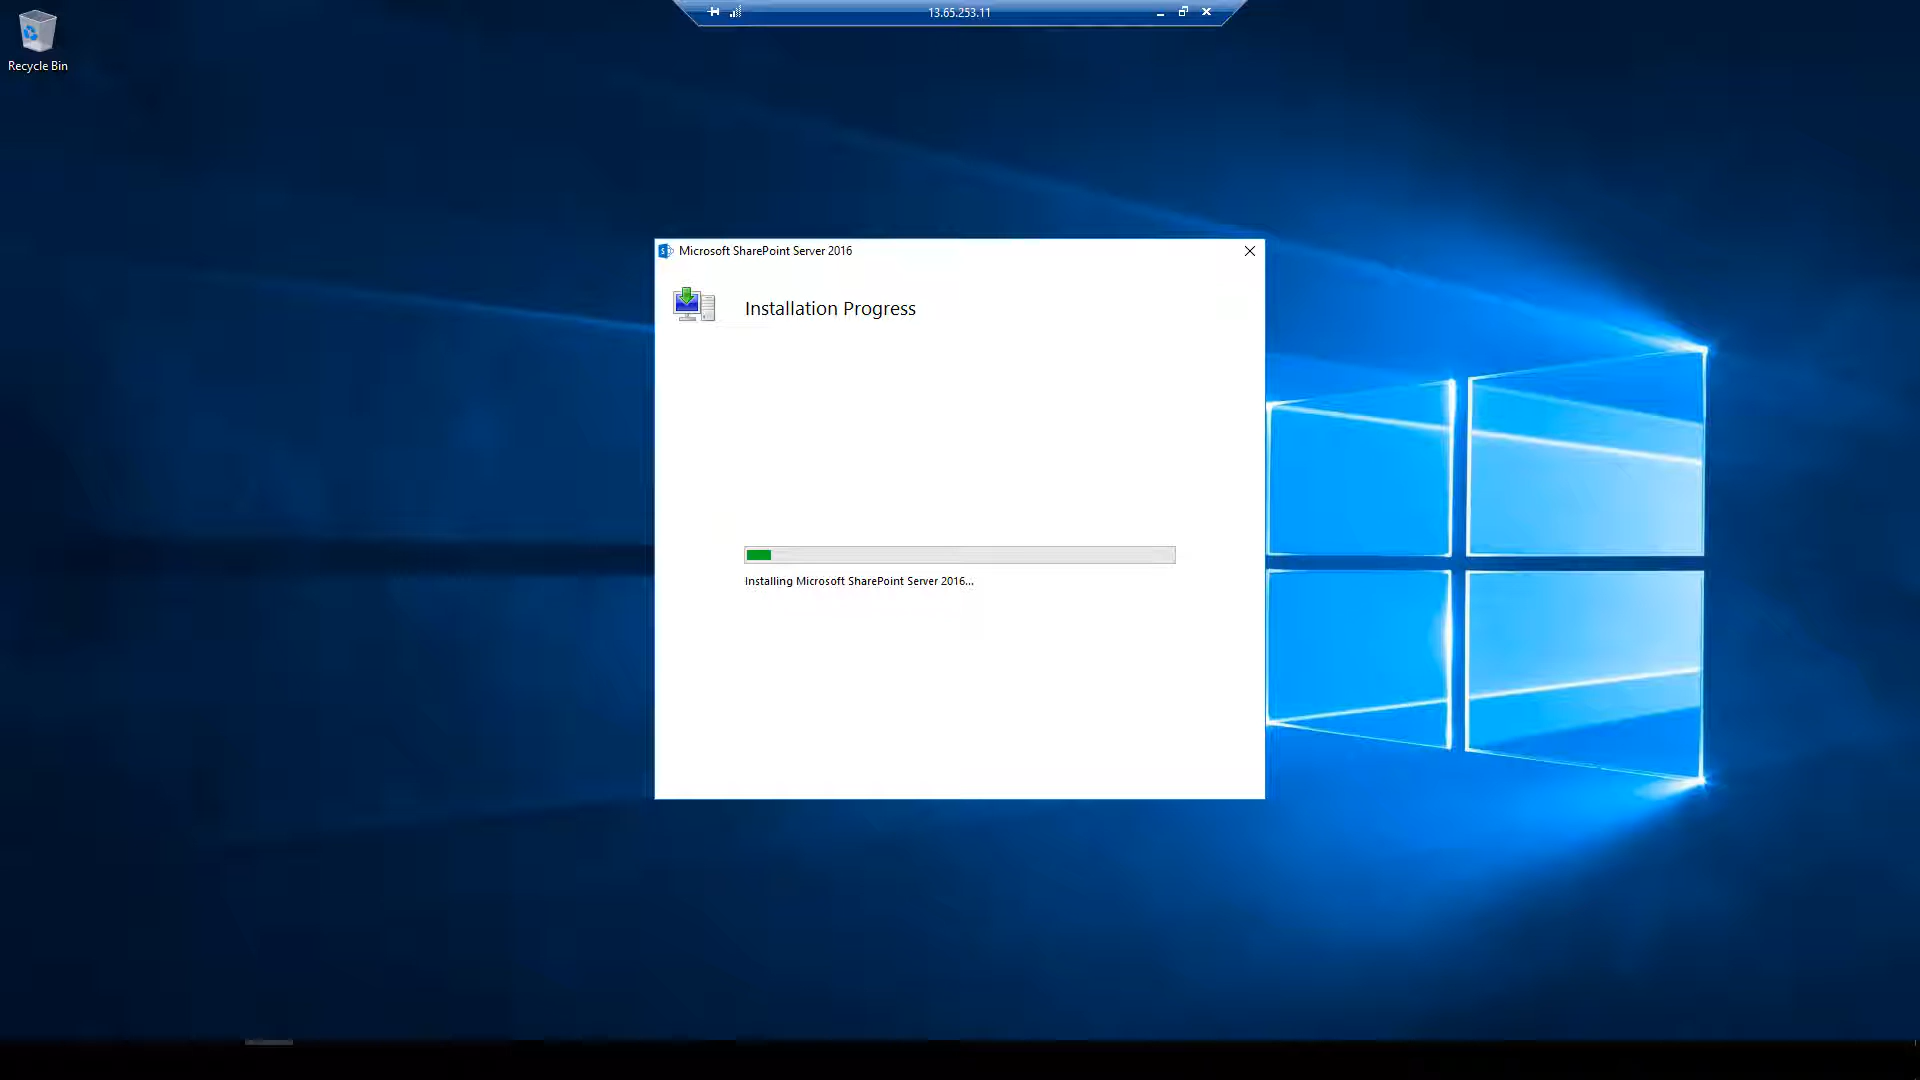 13.65.253.11
Recycle Bin
Microsoft SharePoint Server 2016
Installation Progress
Installing Microsoft SharePoint Server 2016...